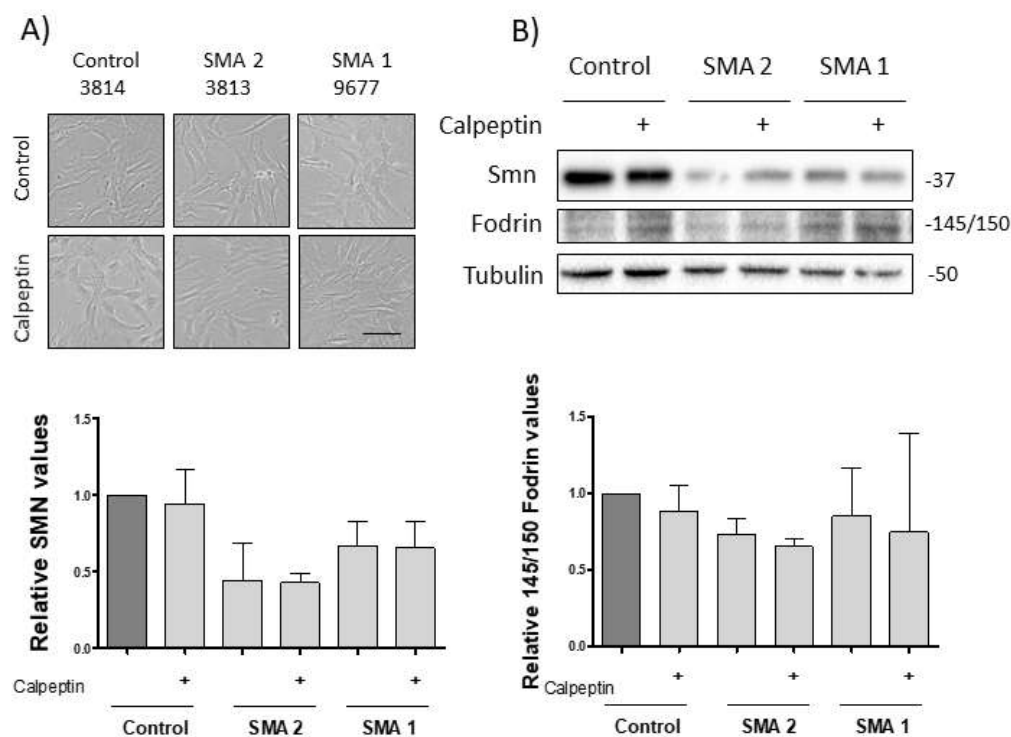 A)
Control SMA 2 SMA 1
3814 3813 9677
Control
Calpeptin
B)
Control SMA 2 SMA 1
Calpeptin + + +
Smn -37
Fodrin -145/150
Tubulin -50
Relative SMN values
1.5
1.0
0.5
0.0
Calpeptin + + +
Control SMA 2 SMA 1
Relative 145/150 Fodrin values
1.5
1.0
0.5
0.0
Calpeptin + + +
Control SMA 2 SMA 1